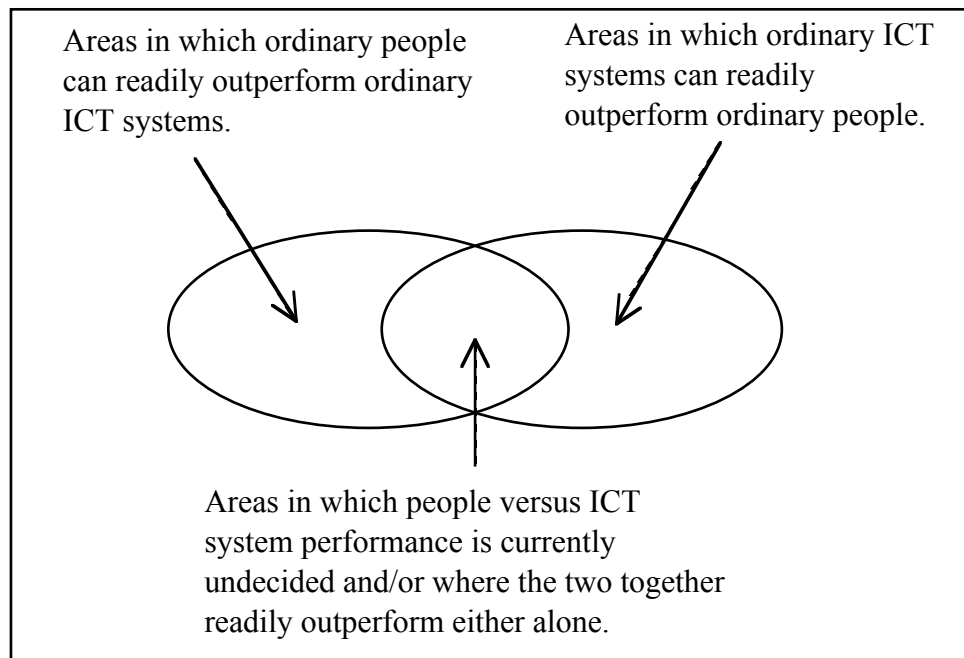 Areas in which ordinary people
can readily outperform ordinary
ICT systems.
Areas in which ordinary ICT
systems can readily
outperform ordinary people.
Areas in which people versus ICT
system performance is currently
undecided and/or where the two together
readily outperform either alone.